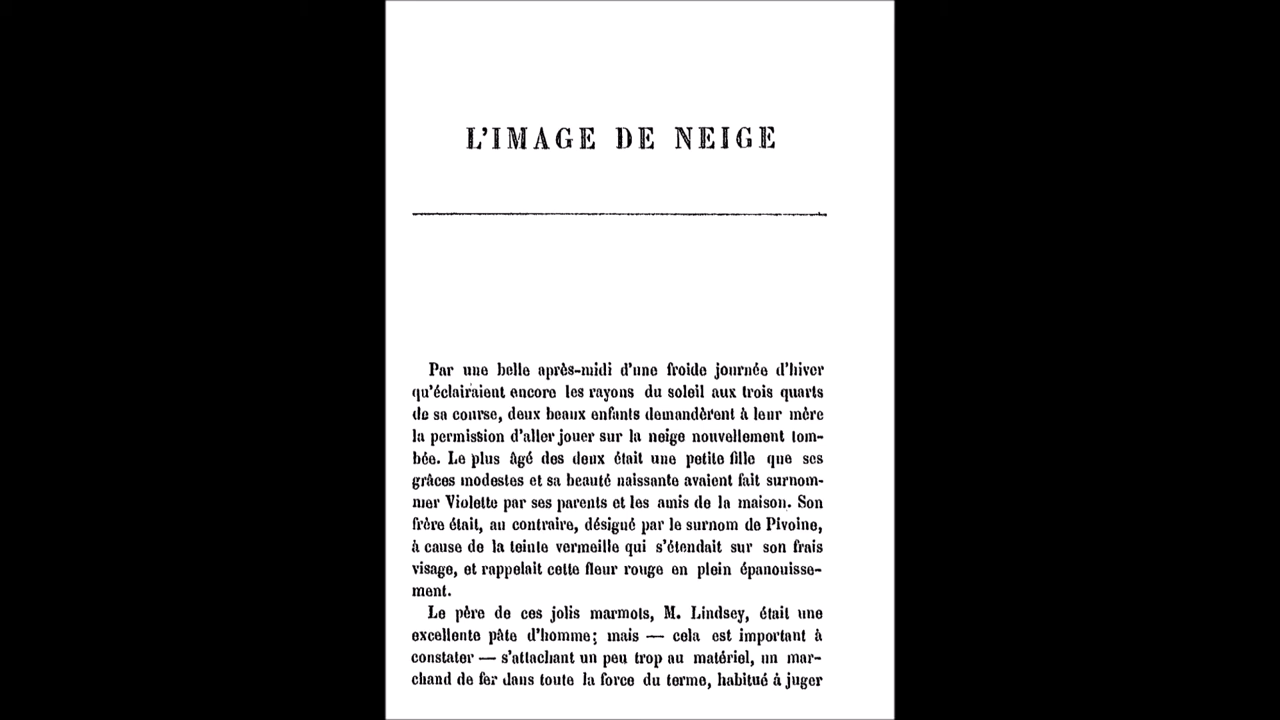 L'IMAGE DE NEIGE
Par une belle après-midi d'une froide journée d'hiver
qu'éclairaient encore les rayons du soleil aux trois quarts
de sa course, deux beaux enfants demandèrent à leur mère
la permission d'aller jouer sur la neige nouvellement tom-
bée. Le plus âgé des deux était une petite fille que ses
grâces modestes et sa beauté naissante avaient fait surnom-
mer Violette par ses parents et les amis de la maison. Son
frère était, au contraire, désigné par le surnom de Pivoine,
à cause de la teinte vermeille qui s'étendait sur son frais
visage, et rappelait cette fleur rouge en plein épanouisse-
ment.
Le père de ces jolis marmots, M. Lindsey, était une
excellente pâte d'homme; mais — cela est important à
constater — s'attachant un peu trop au matériel, un mar-
chand de fer dans toute la force du terme, habitué à juger